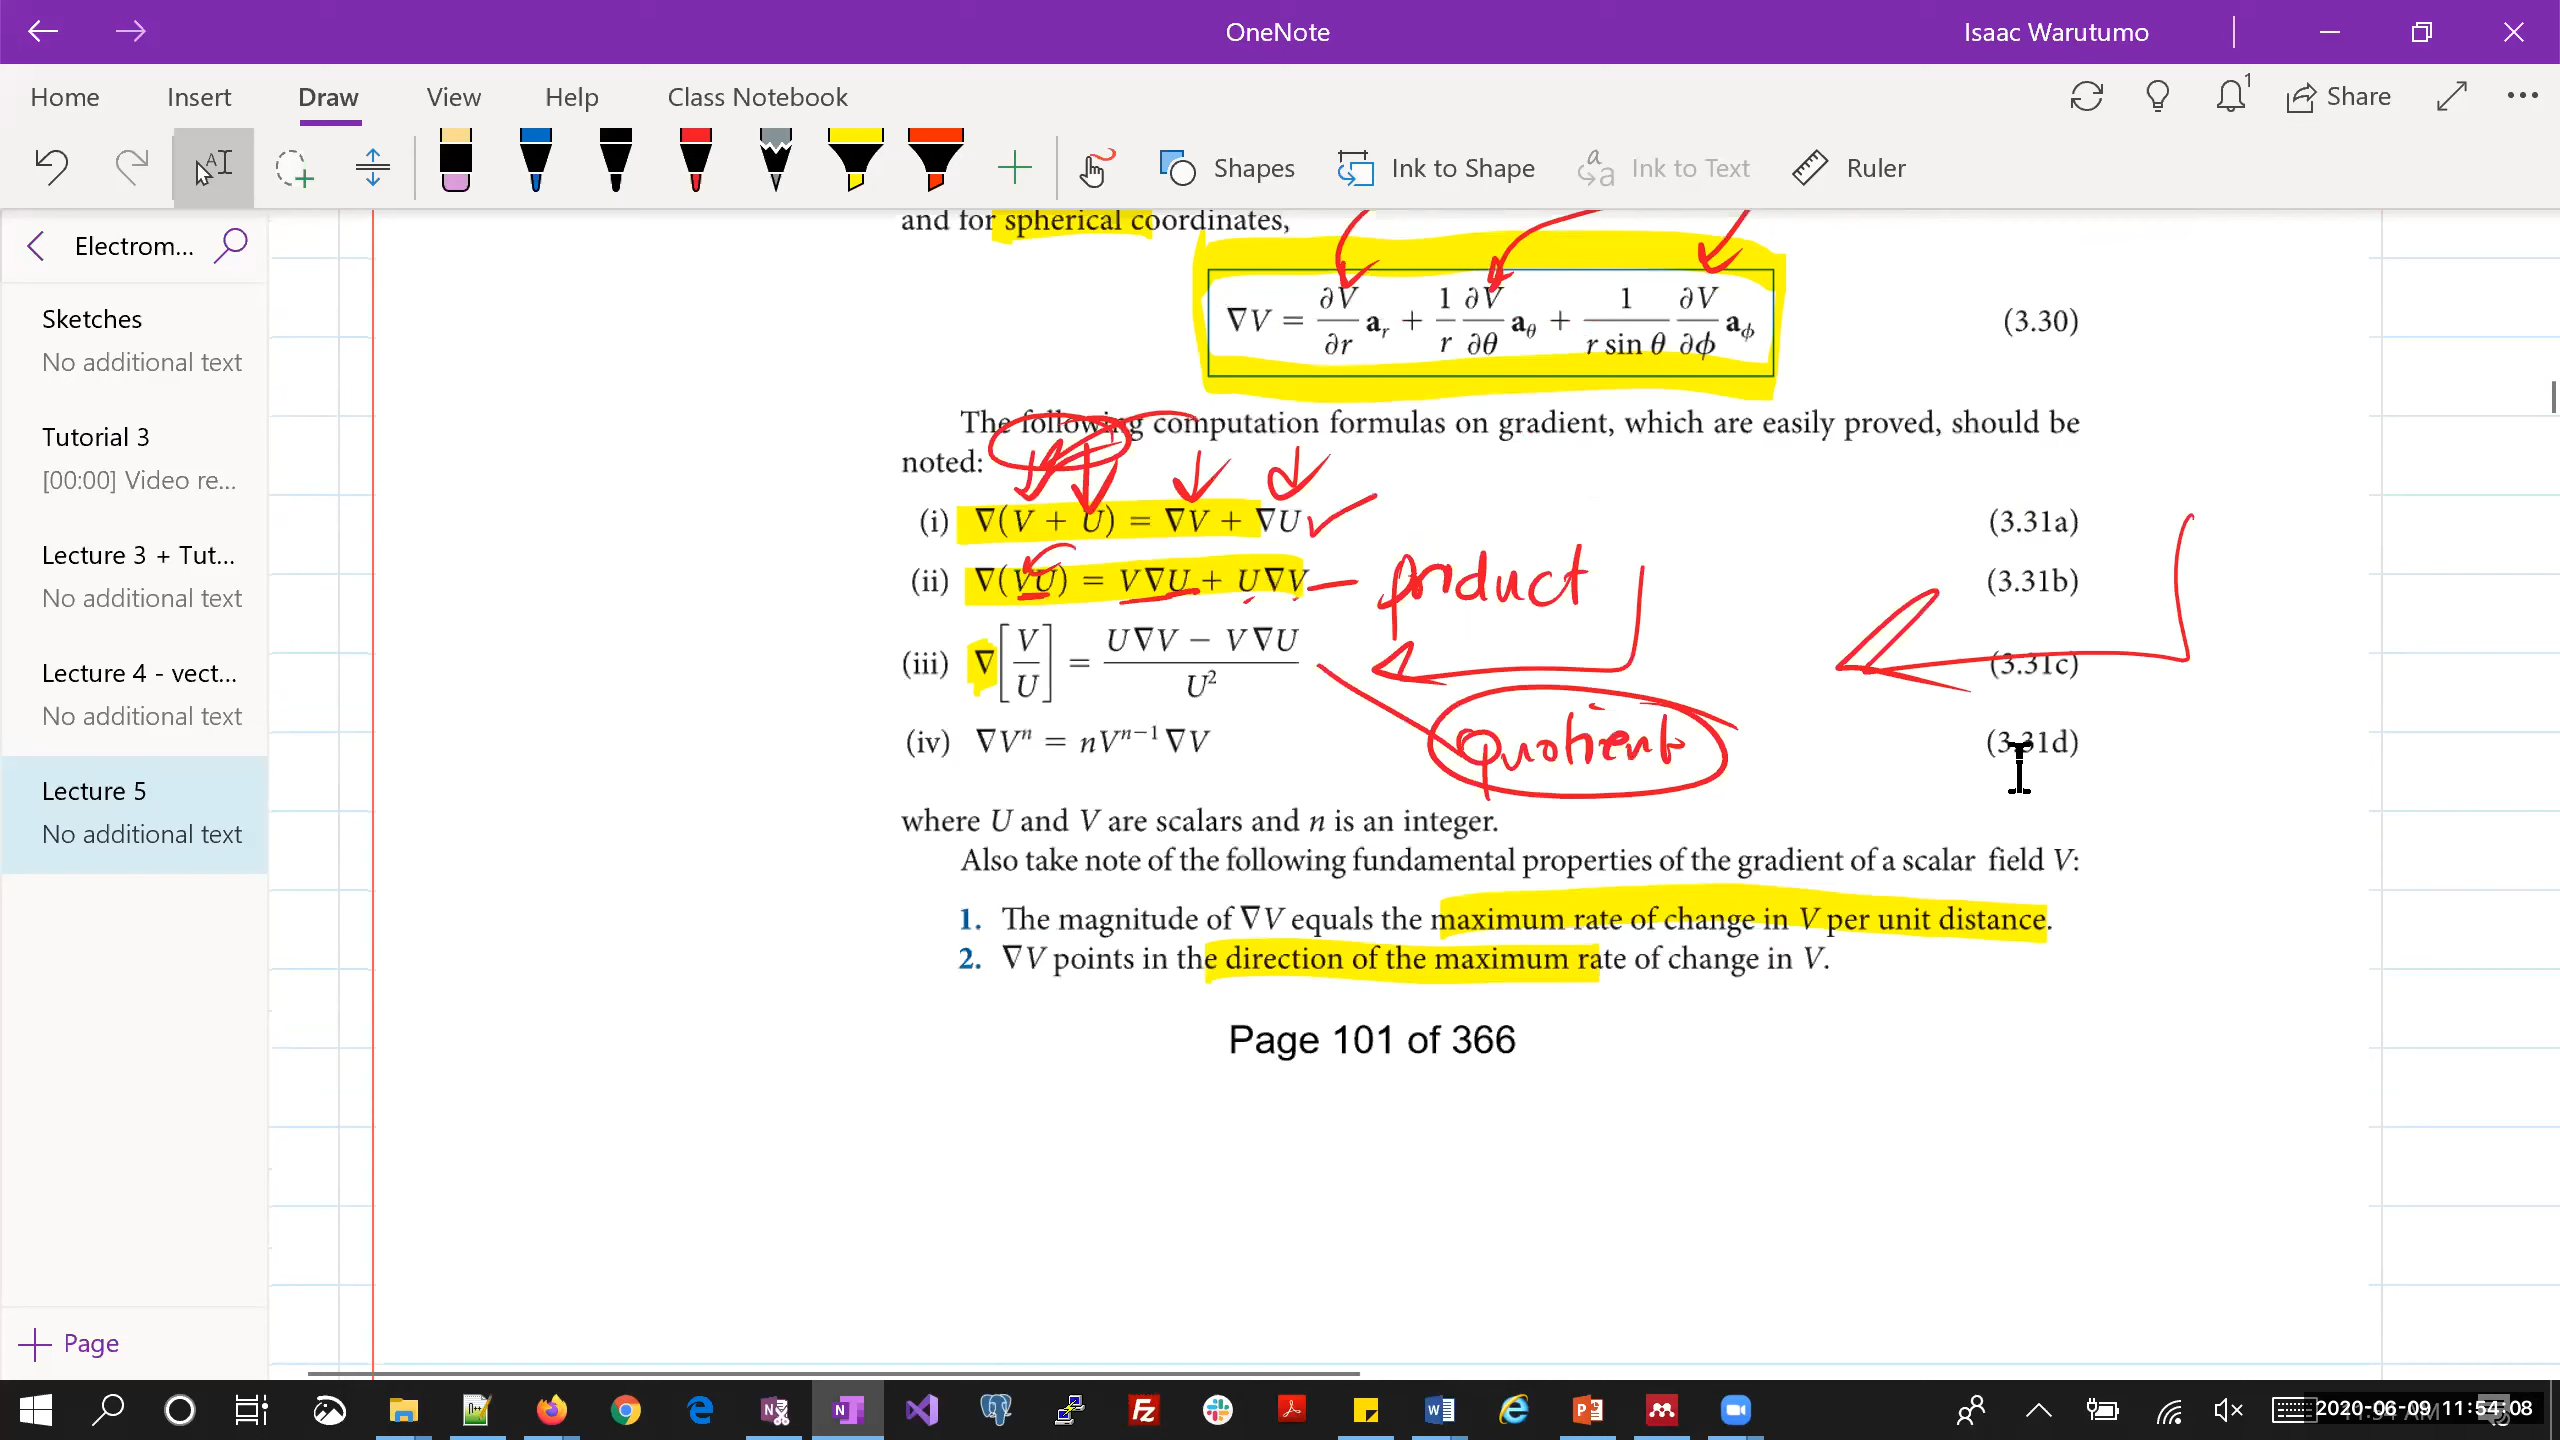 OneNote
Isaac Warutumo
Home Insert Draw View Help Class Notebook
Share
Shapes Ink to Shape Ink to Text Ruler
Electrom...
Sketches
No additional text
Tutorial 3
[00:00] Video re...
Lecture 3 + Tut...
No additional text
Lecture 4 - vect...
No additional text
Lecture 5
No additional text
Page
and for spherical coordinates,
∇V = ∂V/∂r a_r + 1/r ∂V/∂θ a_θ + 1/(r sin θ) ∂V/∂ϕ a_ϕ (3.30)
The following computation formulas on gradient, which are easily proved, should be
noted:
(i) ∇(V + U) = ∇V + ∇U (3.31a)
(ii) ∇(VU) = V∇U + U∇V – product (3.31b)
(iii) ∇[V/U] = (U∇V − V∇U)/U² (3.31c)
quotient
(iv) ∇Vⁿ = nVⁿ⁻¹∇V (3.31d)
where U and V are scalars and n is an integer.
Also take note of the following fundamental properties of the gradient of a scalar field V:
1. The magnitude of ∇V equals the maximum rate of change in V per unit distance.
2. ∇V points in the direction of the maximum rate of change in V.
Page 101 of 366
2020-06-09 11:54:08